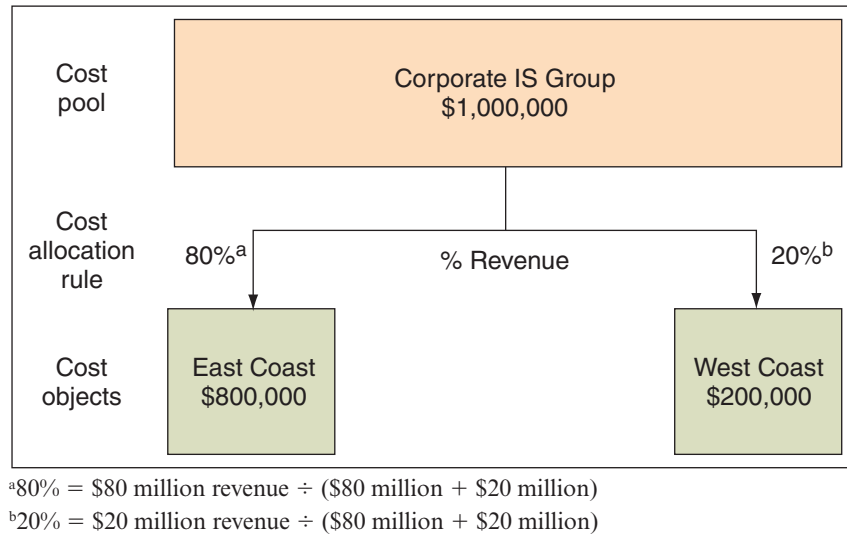 Cost
pool
Corporate IS Group
$1,000,000
Cost
allocation
rule
80%ᵃ
% Revenue
20%ᵇ
Cost
objects
East Coast
$800,000
West Coast
$200,000
ᵃ80% = $80 million revenue ÷ ($80 million + $20 million)
ᵇ20% = $20 million revenue ÷ ($80 million + $20 million)